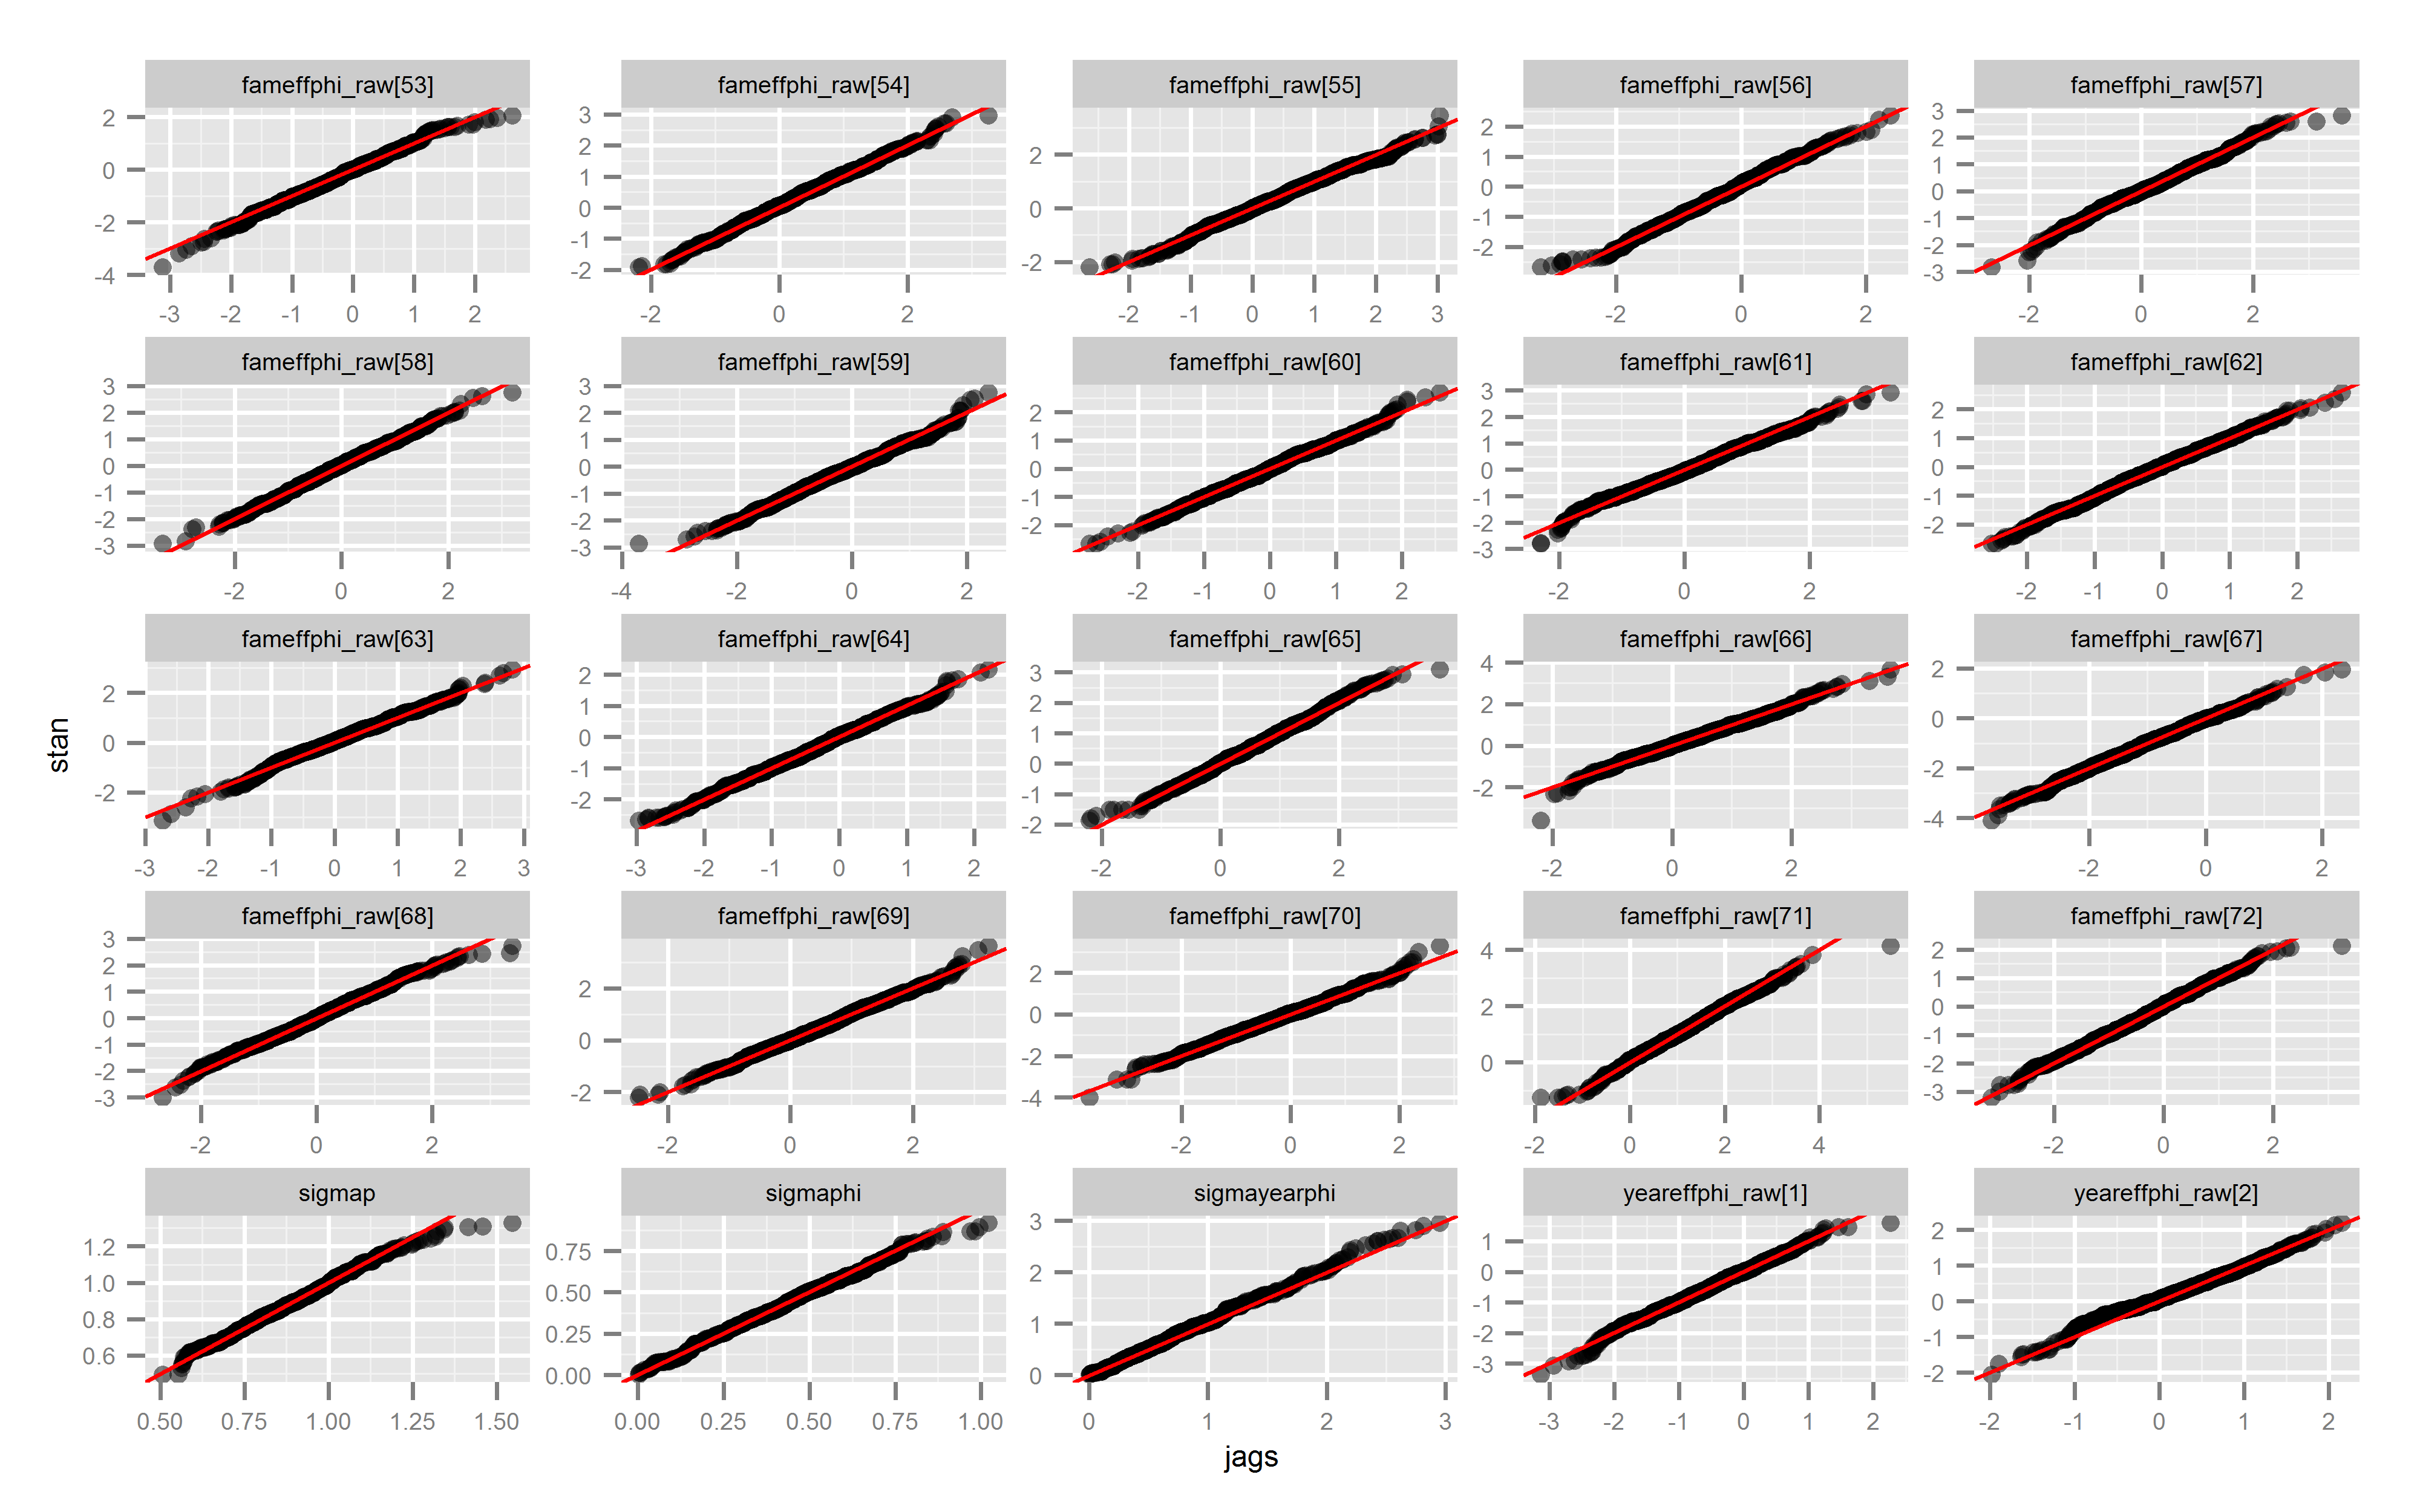 fameffphi_raw[53] fameffphi_raw[54] fameffphi_raw[55] fameffphi_raw[56] fameffphi_raw[57]
2 0 -2 -4
3 2 1 0 -1 -2
2 0 -2
2 1 0 -1 -2
3 2 1 0 -1 -2 -3
-3 -2 -1 0 1 2
-2 0 2
-2 -1 0 1 2 3
-2 0 2
-2 0 2
fameffphi_raw[58] fameffphi_raw[59] fameffphi_raw[60] fameffphi_raw[61] fameffphi_raw[62]
3 2 1 0 -1 -2 -3
3 2 1 0 -1 -2 -3
2 1 0 -1 -2
3 2 1 0 -1 -2 -3
2 1 0 -1 -2
-2 0 2
-4 -2 0 2
-2 -1 0 1 2
-2 0 2
-2 -1 0 1 2
fameffphi_raw[63] fameffphi_raw[64] fameffphi_raw[65] fameffphi_raw[66] fameffphi_raw[67]
2 0 -2
2 1 0 -1 -2
3 2 1 0 -1 -2
4 2 0 -2
2 0 -2 -4
-3 -2 -1 0 1 2 3
-3 -2 -1 0 1 2
-2 0 2
-2 0 2
-2 0 2
stan
fameffphi_raw[68] fameffphi_raw[69] fameffphi_raw[70] fameffphi_raw[71] fameffphi_raw[72]
3 2 1 0 -1 -2 -3
2 0 -2
2 0 -2 -4
4 2 0
2 1 0 -1 -2 -3
-2 0 2
-2 0 2
-2 0 2
-2 0 2 4
-2 0 2
sigmap sigmaphi sigmayearphi yeareffphi_raw[1] yeareffphi_raw[2]
1.2 1.0 0.8 0.6
0.75 0.50 0.25 0.00
3 2 1 0
1 0 -1 -2 -3
2 1 0 -1 -2
0.50 0.75 1.00 1.25 1.50
0.00 0.25 0.50 0.75 1.00
0 1 2 3
-3 -2 -1 0 1 2
-2 -1 0 1 2
jags